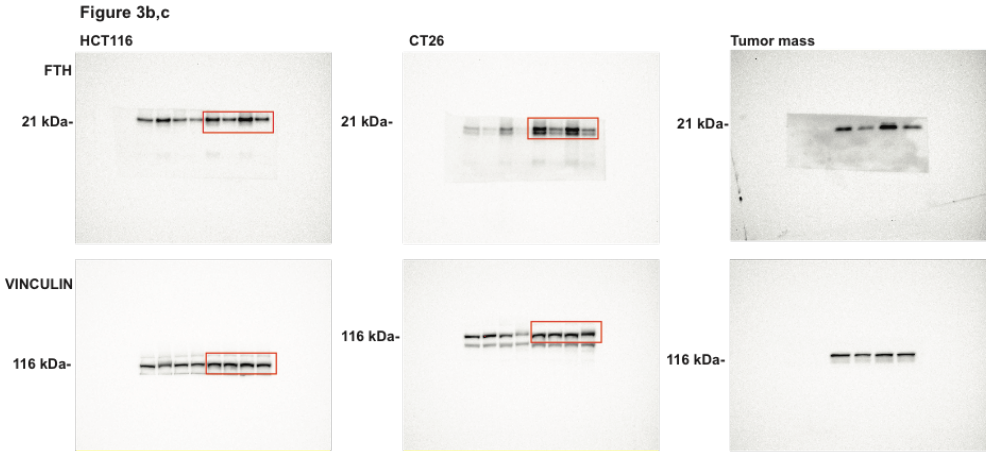 Figure 3b,c
HCT116
CT26
Tumor mass
FTH
21 kDa-
21 kDa-
21 kDa-
VINCULIN
116 kDa-
116 kDa-
116 kDa-